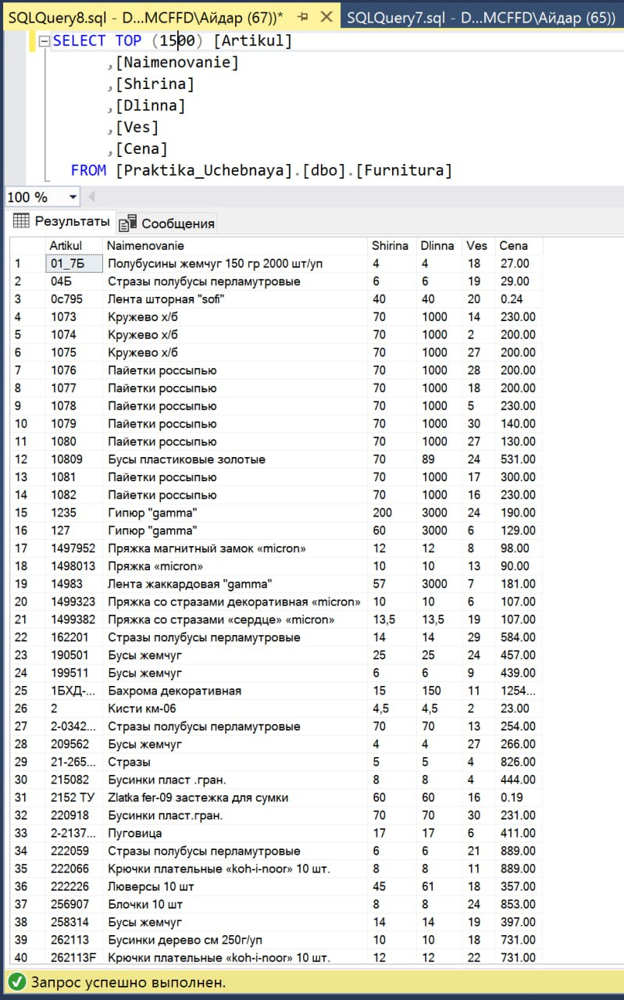 SQLQuery8.sql - D...MCFFD\Айдар (67))* SQLQuery7.sql - D...MCFFD\Айдар (65))
SELECT TOP (1500) [Artikul]
,[Naimenovanie]
,[Shirina]
,[Dlinna]
,[Ves]
,[Cena]
FROM [Praktika_Uchebnaya].[dbo].[Furnitura]
100 %
Результаты Сообщения
Artikul Naimenovanie Shirina Dlinna Ves Cena
1 01_7Б Полубусины жемчуг 150 гр 2000 шт/уп 4 4 18 27.00
2 04Б Стразы полубусы перламутровые 6 6 19 29.00
3 0c795 Лента шторная "sofi" 40 40 20 0.24
4 1073 Кружево х/б 70 1000 14 230.00
5 1074 Кружево х/б 70 1000 2 200.00
6 1075 Кружево х/б 70 1000 27 200.00
7 1076 Пайетки россыпью 70 1000 28 200.00
8 1077 Пайетки россыпью 70 1000 18 200.00
9 1078 Пайетки россыпью 70 1000 5 230.00
10 1079 Пайетки россыпью 70 1000 30 140.00
11 1080 Пайетки россыпью 70 1000 27 130.00
12 10809 Бусы пластиковые золотые 70 89 24 531.00
13 1081 Пайетки россыпью 70 1000 17 300.00
14 1082 Пайетки россыпью 70 1000 16 230.00
15 1235 Гипюр "gamma" 200 3000 24 190.00
16 127 Гипюр "gamma" 60 3000 6 129.00
17 1497952 Пряжка магнитный замок «micron» 12 12 8 98.00
18 1498013 Пряжка «micron» 10 10 13 90.00
19 14983 Лента жаккардовая "gamma" 57 3000 7 181.00
20 1499323 Пряжка со стразами декоративная «micron» 10 10 6 107.00
21 1499382 Пряжка со стразами «сердце» «micron» 13,5 13,5 19 107.00
22 162201 Стразы полубусы перламутровые 14 14 29 584.00
23 190501 Бусы жемчуг 25 25 24 457.00
24 199511 Бусы жемчуг 6 6 9 439.00
25 1БХД-... Бахрома декоративная 15 150 11 1254...
26 2 Кисти км-06 4,5 4,5 2 23.00
27 2-0342... Стразы полубусы перламутровые 70 70 13 254.00
28 209562 Бусы жемчуг 4 4 27 266.00
29 21-265... Стразы 5 5 4 826.00
30 215082 Бусинки пласт .гран. 8 8 4 444.00
31 2152 ТУ Zlatka fer-09 застежка для сумки 60 60 16 0.19
32 220918 Бусинки пласт.гран. 70 70 30 231.00
33 2-2137... Пуговица 17 17 6 411.00
34 222059 Стразы полубусы перламутровые 6 6 21 889.00
35 222066 Крючки плательные «koh-i-noor» 10 шт. 8 8 11 889.00
36 222226 Люверсы 10 шт 45 61 18 357.00
37 256907 Блочки 10 шт 8 8 24 853.00
38 258314 Бусы жемчуг 14 14 19 397.00
39 262113 Бусинки дерево см 250г/уп 10 10 18 731.00
40 262113F Крючки плательные «koh-i-noor» 10 шт. 12 12 22 731.00
Запрос успешно выполнен.